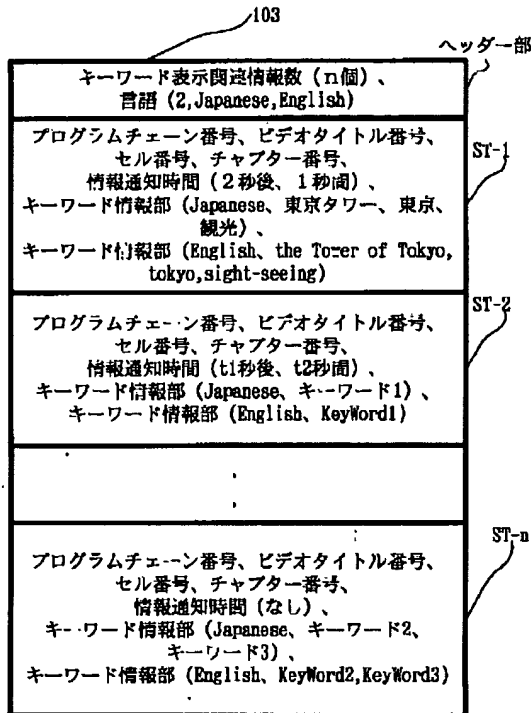 103
ヘッダー部
キーワード表示関連情報数（n個）、
言語（2,Japanese,English）
プログラムチェーン番号、ビデオタイトル番号、
セル番号、チャプター番号、
情報通知時間（2秒後、1秒間）、
キーワード情報部（Japanese、東京タワー、東京、
観光）、
キーワード情報部（English、the Tower of Tokyo,
tokyo,sight-seeing）
ST-1
プログラムチェーン番号、ビデオタイトル番号、
セル番号、チャプター番号、
情報通知時間（t1秒後、t2秒間）、
キーワード情報部（Japanese、キーワード1）、
キーワード情報部（English、KeyWord1）
ST-2
プログラムチェーン番号、ビデオタイトル番号、
セル番号、チャプター番号、
情報通知時間（なし）、
キーワード情報部（Japanese、キーワード2、
キーワード3）、
キーワード情報部（English、KeyWord2,KeyWord3）
ST-n